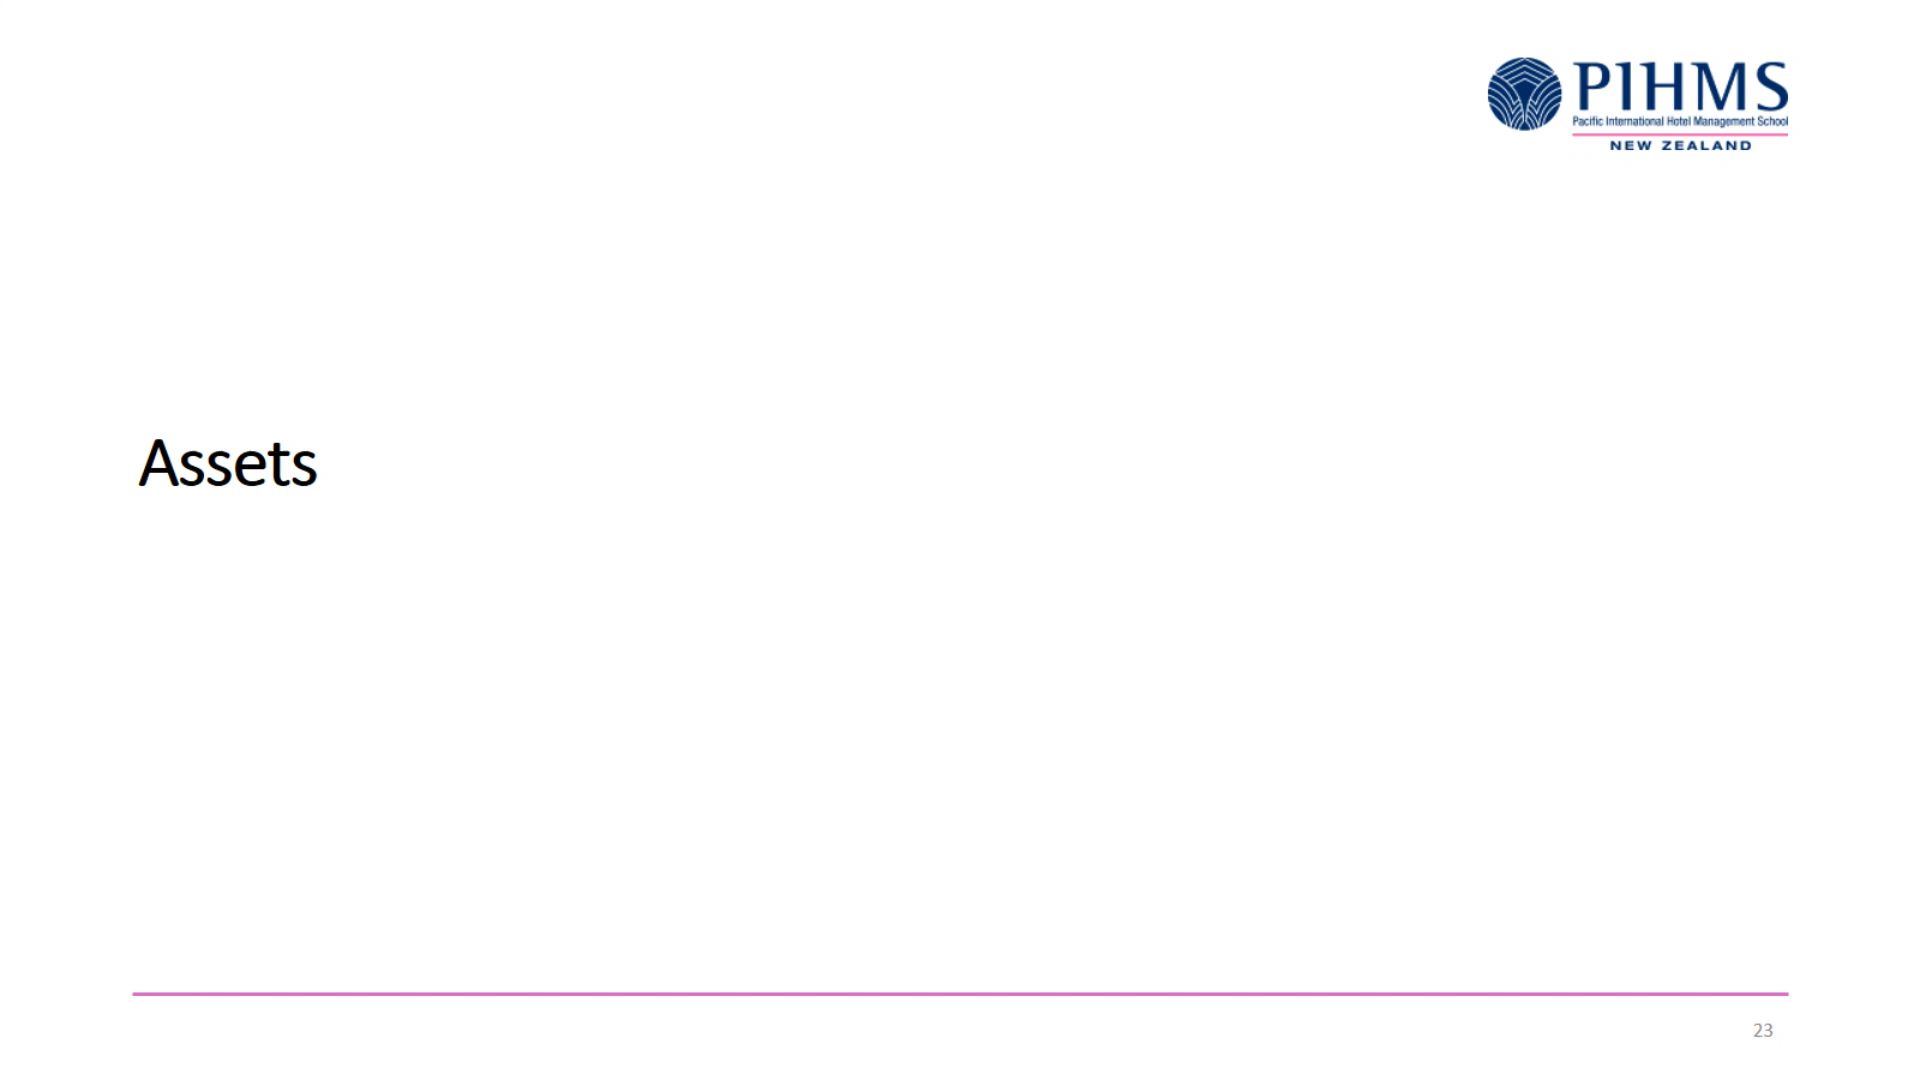 PIHMS
Pacific International Hotel Management School
NEW ZEALAND
Assets
23